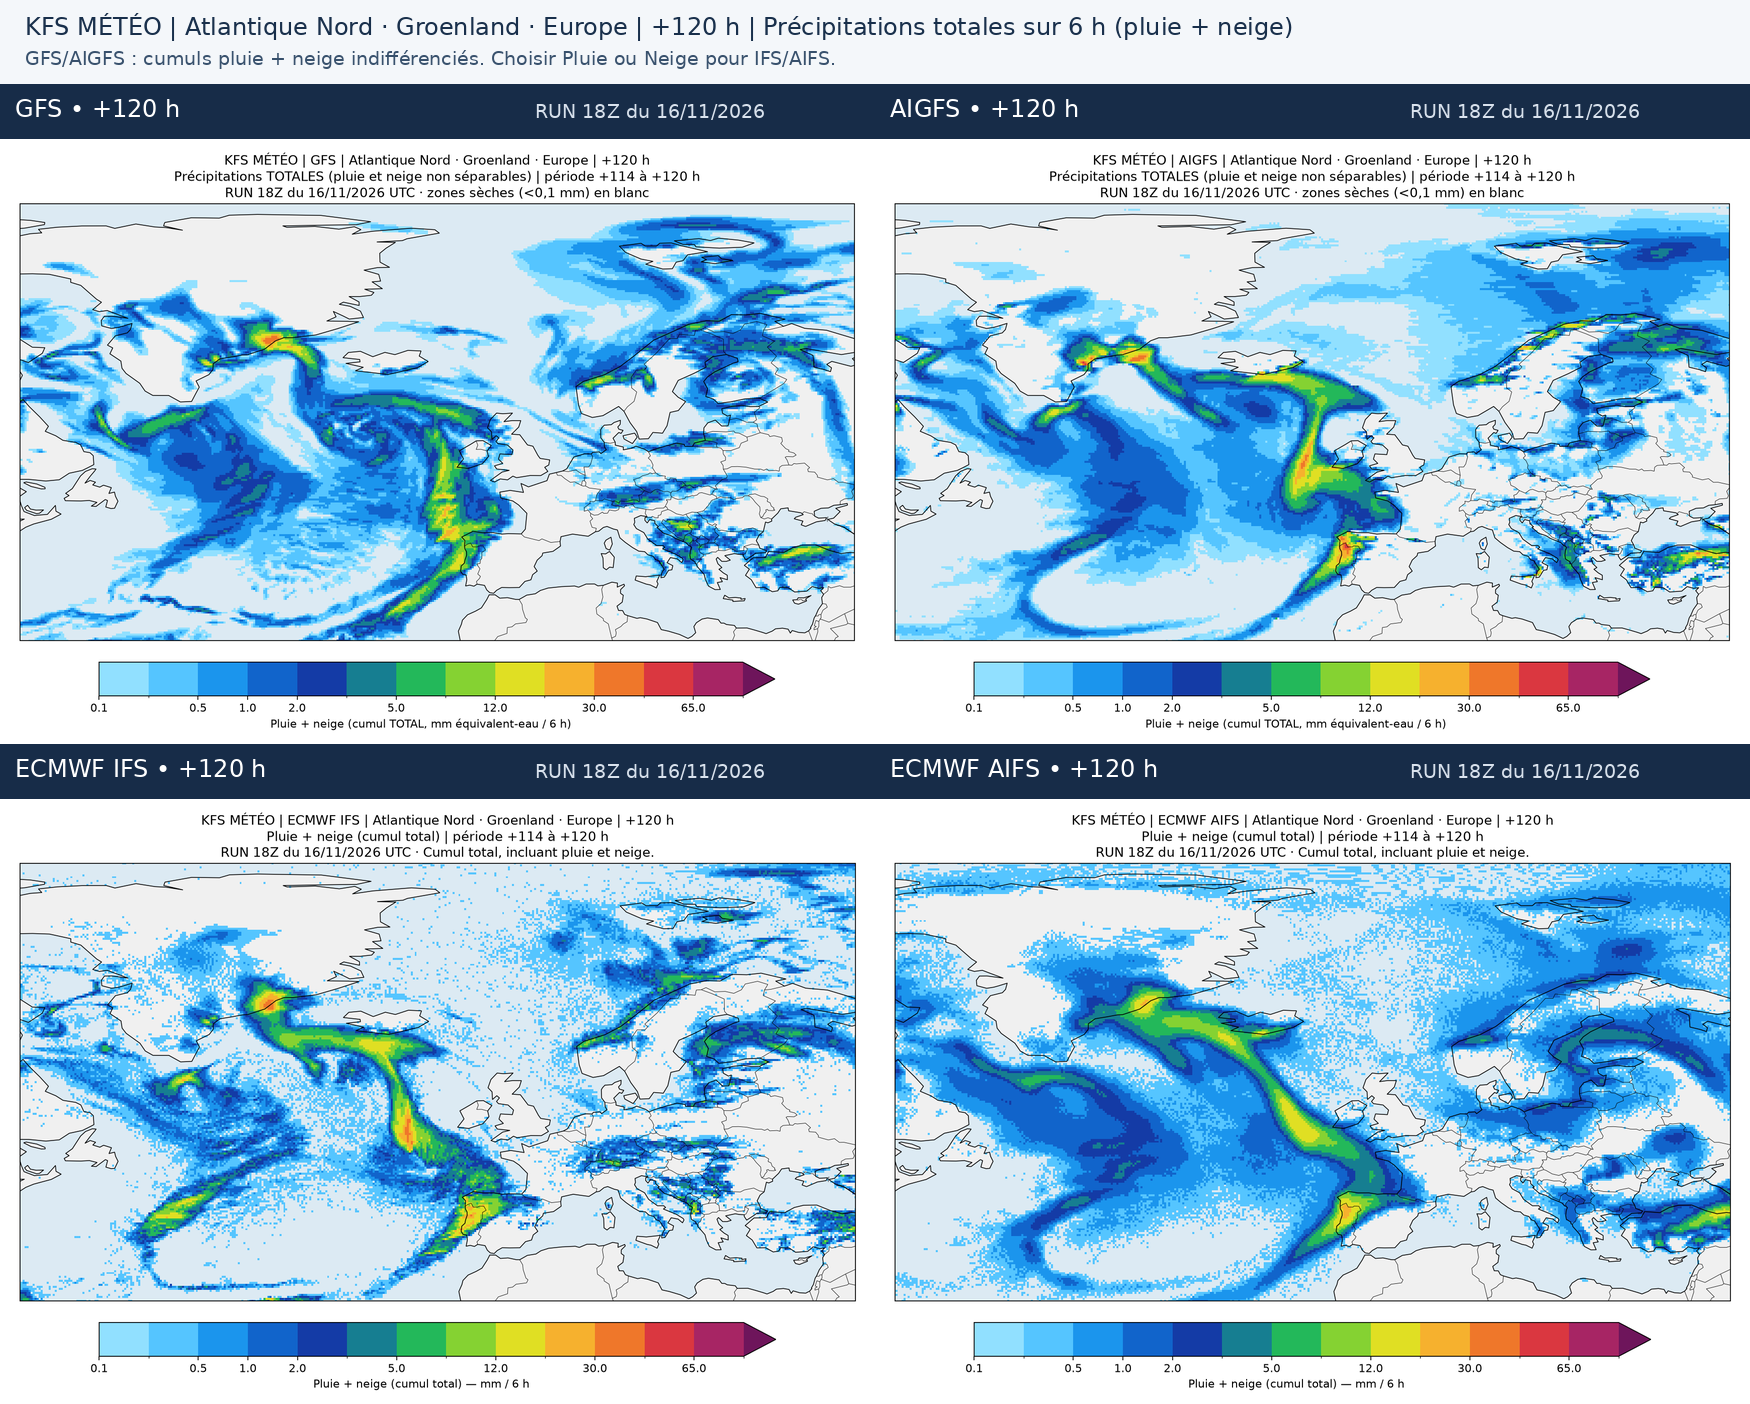 KFS MÉTÉO | Atlantique Nord · Groenland · Europe | +120 h | Précipitations totales sur 6 h (pluie + neige)
GFS/AIGFS : cumuls pluie + neige indifférenciés. Choisir Pluie ou Neige pour IFS/AIFS.
GFS • +120 h
RUN 18Z du 16/11/2026
AIGFS • +120 h
RUN 18Z du 16/11/2026
KFS MÉTÉO | GFS | Atlantique Nord · Groenland · Europe | +120 h
Précipitations TOTALES (pluie et neige non séparables) | période +114 à +120 h
RUN 18Z du 16/11/2026 UTC · zones sèches (<0,1 mm) en blanc
KFS MÉTÉO | AIGFS | Atlantique Nord · Groenland · Europe | +120 h
Précipitations TOTALES (pluie et neige non séparables) | période +114 à +120 h
RUN 18Z du 16/11/2026 UTC · zones sèches (<0,1 mm) en blanc
0.1 0.5 1.0 2.0 5.0 12.0 30.0 65.0
Pluie + neige (cumul TOTAL, mm équivalent-eau / 6 h)
0.1 0.5 1.0 2.0 5.0 12.0 30.0 65.0
Pluie + neige (cumul TOTAL, mm équivalent-eau / 6 h)
ECMWF IFS • +120 h
RUN 18Z du 16/11/2026
ECMWF AIFS • +120 h
RUN 18Z du 16/11/2026
KFS MÉTÉO | ECMWF IFS | Atlantique Nord · Groenland · Europe | +120 h
Pluie + neige (cumul total) | période +114 à +120 h
RUN 18Z du 16/11/2026 UTC · Cumul total, incluant pluie et neige.
KFS MÉTÉO | ECMWF AIFS | Atlantique Nord · Groenland · Europe | +120 h
Pluie + neige (cumul total) | période +114 à +120 h
RUN 18Z du 16/11/2026 UTC · Cumul total, incluant pluie et neige.
0.1 0.5 1.0 2.0 5.0 12.0 30.0 65.0
Pluie + neige (cumul total) — mm / 6 h
0.1 0.5 1.0 2.0 5.0 12.0 30.0 65.0
Pluie + neige (cumul total) — mm / 6 h